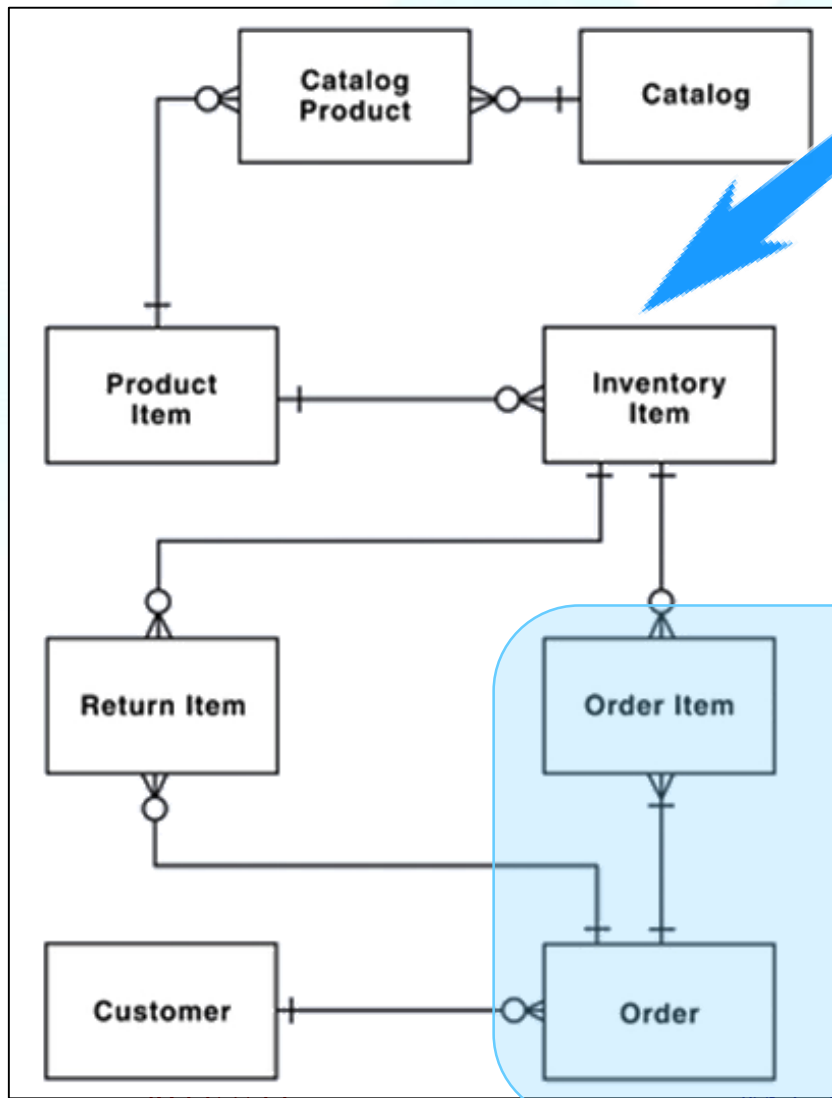 Catalog
Product
Catalog
Product
Item
Inventory
Item
Return Item
Order Item
Customer
Order